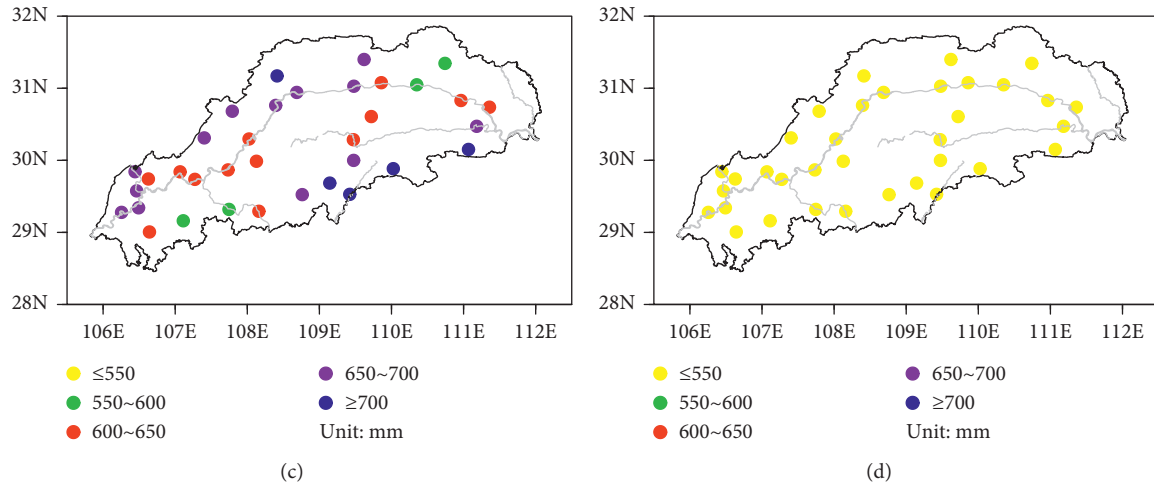 32N
31N
30N
29N
28N
106E 107E 108E 109E 110E 111E 112E
≤550
550~600
600~650
650~700
≥700
Unit: mm
(c)
32N
31N
30N
29N
28N
106E 107E 108E 109E 110E 111E 112E
≤550
550~600
600~650
650~700
≥700
Unit: mm
(d)